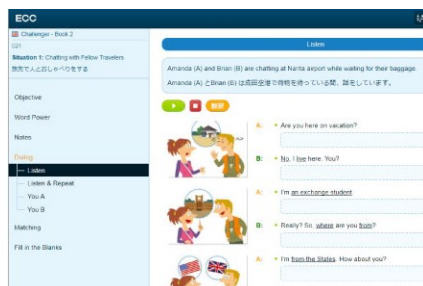 ECC
Challenger - Book 2
Situation 1: Chatting with Fellow Travelers
旅先で人とおしゃべりをする
Objective
Word Power
Notes
Dialog
Listen
Listen & Repeat
You A
You B
Matching
Fill in the Blanks
Listen
Amanda (A) and Brian (B) are chatting at Narita airport while waiting for their baggage.
Amanda (A) とBrian (B) は成田空港で荷物を待っている間、話をしています。
翻訳
A: Are you here on vacation?
B: No, I live here. You?
A: I'm an exchange student.
B: Really? So, where are you from?
A: I'm from the States. How about you?